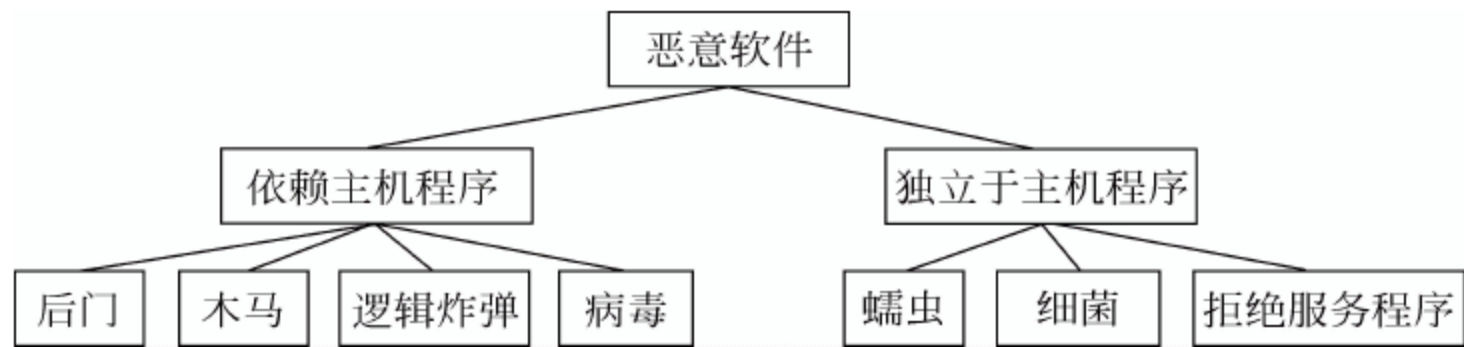 恶意软件
依赖主机程序
独立于主机程序
后门
木马
逻辑炸弹
病毒
蠕虫
细菌
拒绝服务程序